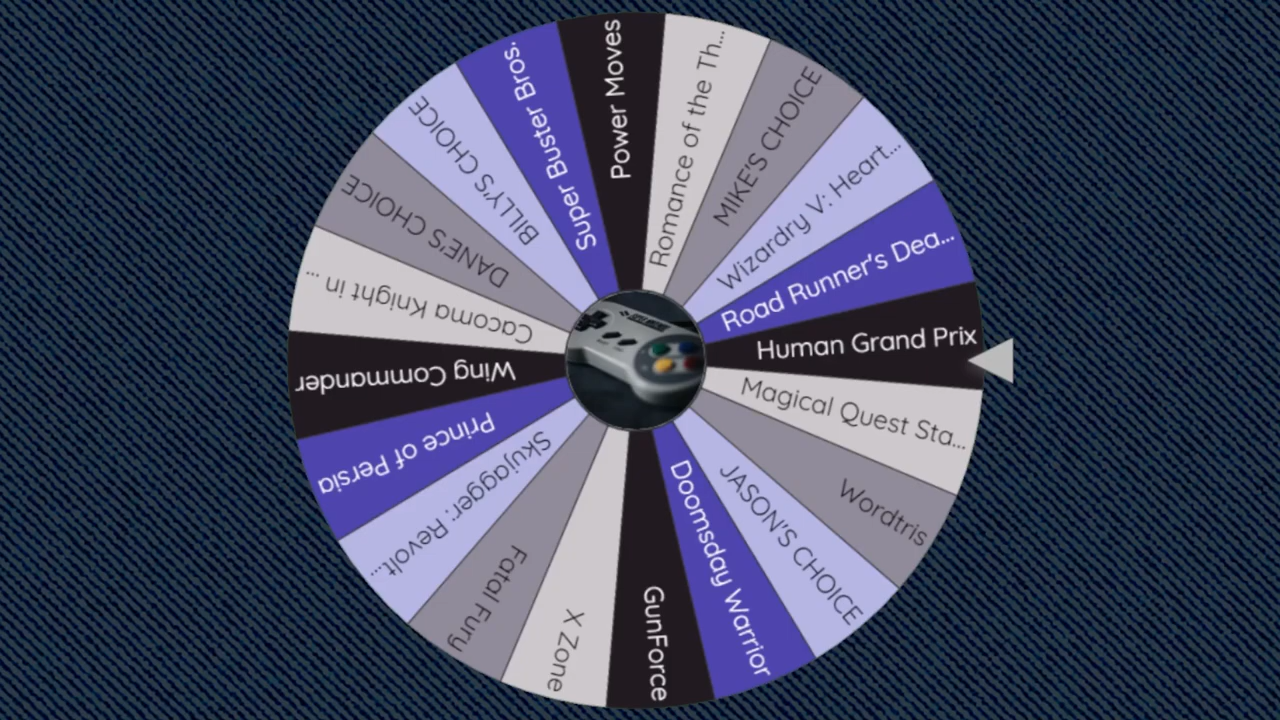 Power Moves
Romance of the Th...
MIKE'S CHOICE
Wizardry V: Heart...
Road Runner's Dea...
Human Grand Prix
Magical Quest Sta...
Wordtris
JASON'S CHOICE
Doomsday Warrior
GunForce
X Zone
Fatal Fury
Skujagger: Revolt...
Prince of Persia
Wing Commander
Cacoma Knight in ...
DANE'S CHOICE
BILLY'S CHOICE
Super Buster Bros.